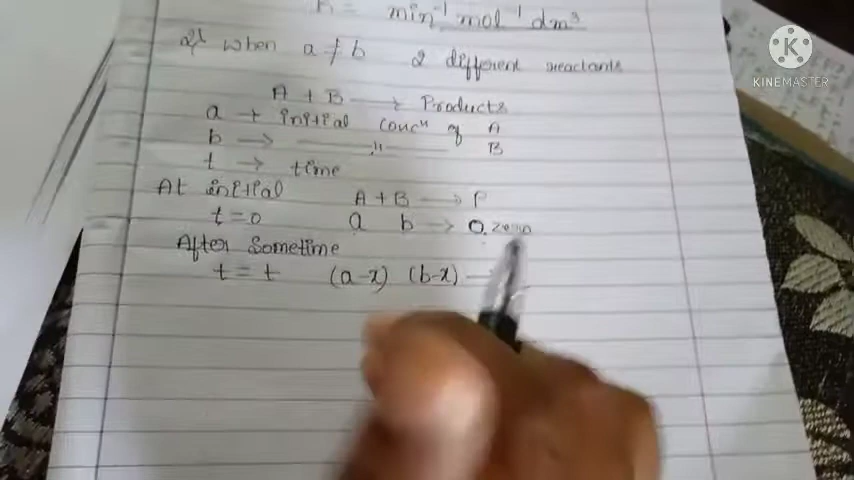 K = min⁻¹ mol⁻¹ dm³
If when a ≠ b 2 different reactants
A + B → Products
a → initial concⁿ of A
b → ——〃—— B
t → time
At initial A + B → P
t = 0 a b → 0, zero
After Sometime
t = t (a-x) (b-x) —
K
KINEMASTER